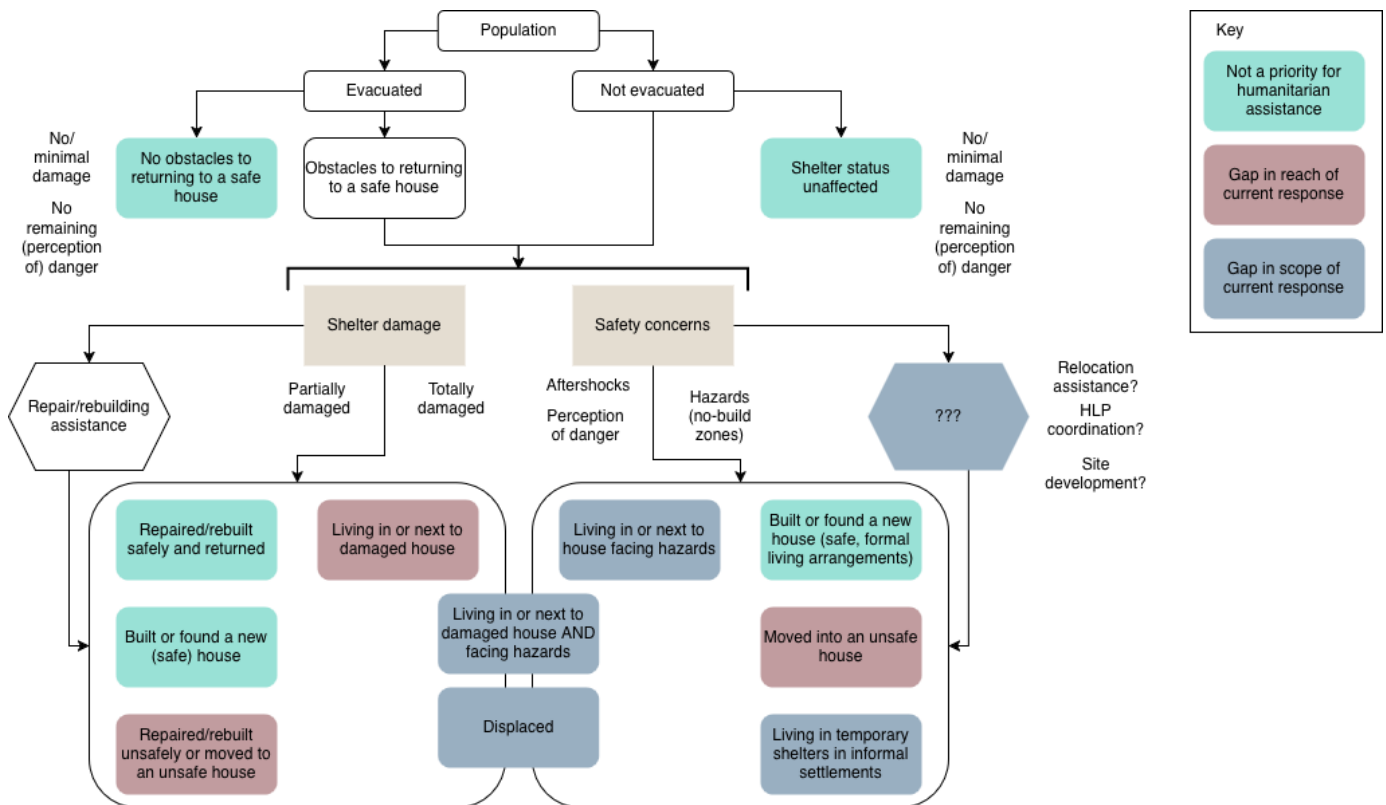 Population
Key
Evacuated
Not evacuated
Not a priority for
humanitarian
assistance
No/
minimal
damage
No
remaining
(perception
of) danger
No obstacles to
returning to a safe
house
Obstacles to returning
to a safe house
Shelter status
unaffected
No/
minimal
damage
No
remaining
(perception
of) danger
Gap in reach of
current response
Gap in scope of
current response
Shelter damage
Safety concerns
Repair/rebuilding
assistance
Partially
damaged
Totally
damaged
Aftershocks
Perception
of danger
Hazards
(no-build
zones)
???
Relocation
assistance?
HLP
coordination?
Site
development?
Repaired/rebuilt
safely and returned
Living in or next to
damaged house
Living in or next to
house facing hazards
Built or found a new
house (safe, formal
living arrangements)
Built or found a new
(safe) house
Living in or next to
damaged house AND
facing hazards
Moved into an unsafe
house
Repaired/rebuilt
unsafely or moved to
an unsafe house
Displaced
Living in temporary
shelters in informal
settlements